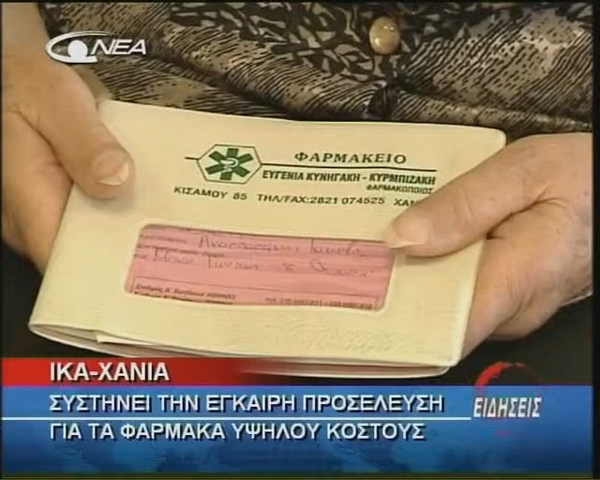 NEA
ΦΑΡΜΑΚΕΙΟ
ΕΥΓΕΝΙΑ ΚΥΝΗΓΑΚΗ - ΚΥΡΜΠΙΖΑΚΗ
ΦΑΡΜΑΚΟΠΟΙΟΣ
ΚΙΣΑΜΟΥ 85 ΤΗΛ/FAX:2821 074525 ΧΑΝ
ΙΚΑ-ΧΑΝΙΑ
ΣΥΣΤΗΝΕΙ ΤΗΝ ΕΓΚΑΙΡΗ ΠΡΟΣΕΛΕΥΣΗ
ΓΙΑ ΤΑ ΦΑΡΜΑΚΑ ΥΨΗΛΟΥ ΚΟΣΤΟΥΣ
ΕΙΔΗΣΕΙΣ